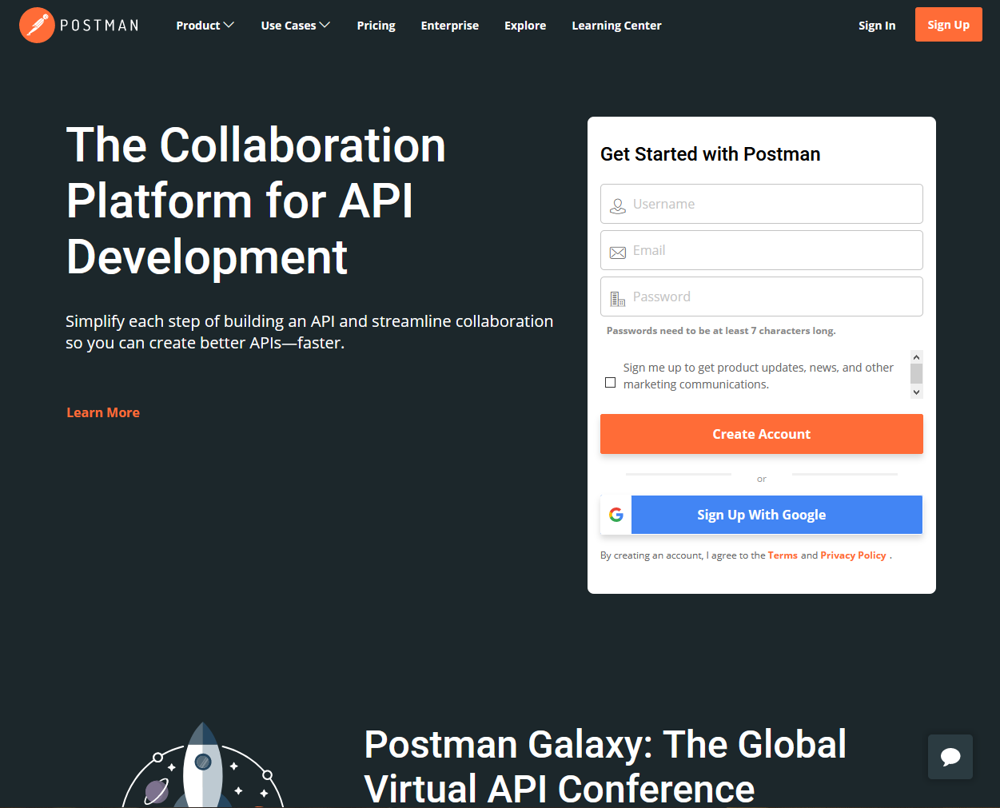 POSTMAN
Product
Use Cases
Pricing
Enterprise
Explore
Learning Center
Sign In
Sign Up
The Collaboration
Platform for API
Development
Simplify each step of building an API and streamline collaboration
so you can create better APIs—faster.
Learn More
Get Started with Postman
Username
Email
Password
Passwords need to be at least 7 characters long.
Sign me up to get product updates, news, and other
marketing communications.
Create Account
or
G
Sign Up With Google
By creating an account, I agree to the Terms and Privacy Policy .
Postman Galaxy: The Global
Virtual API Conference